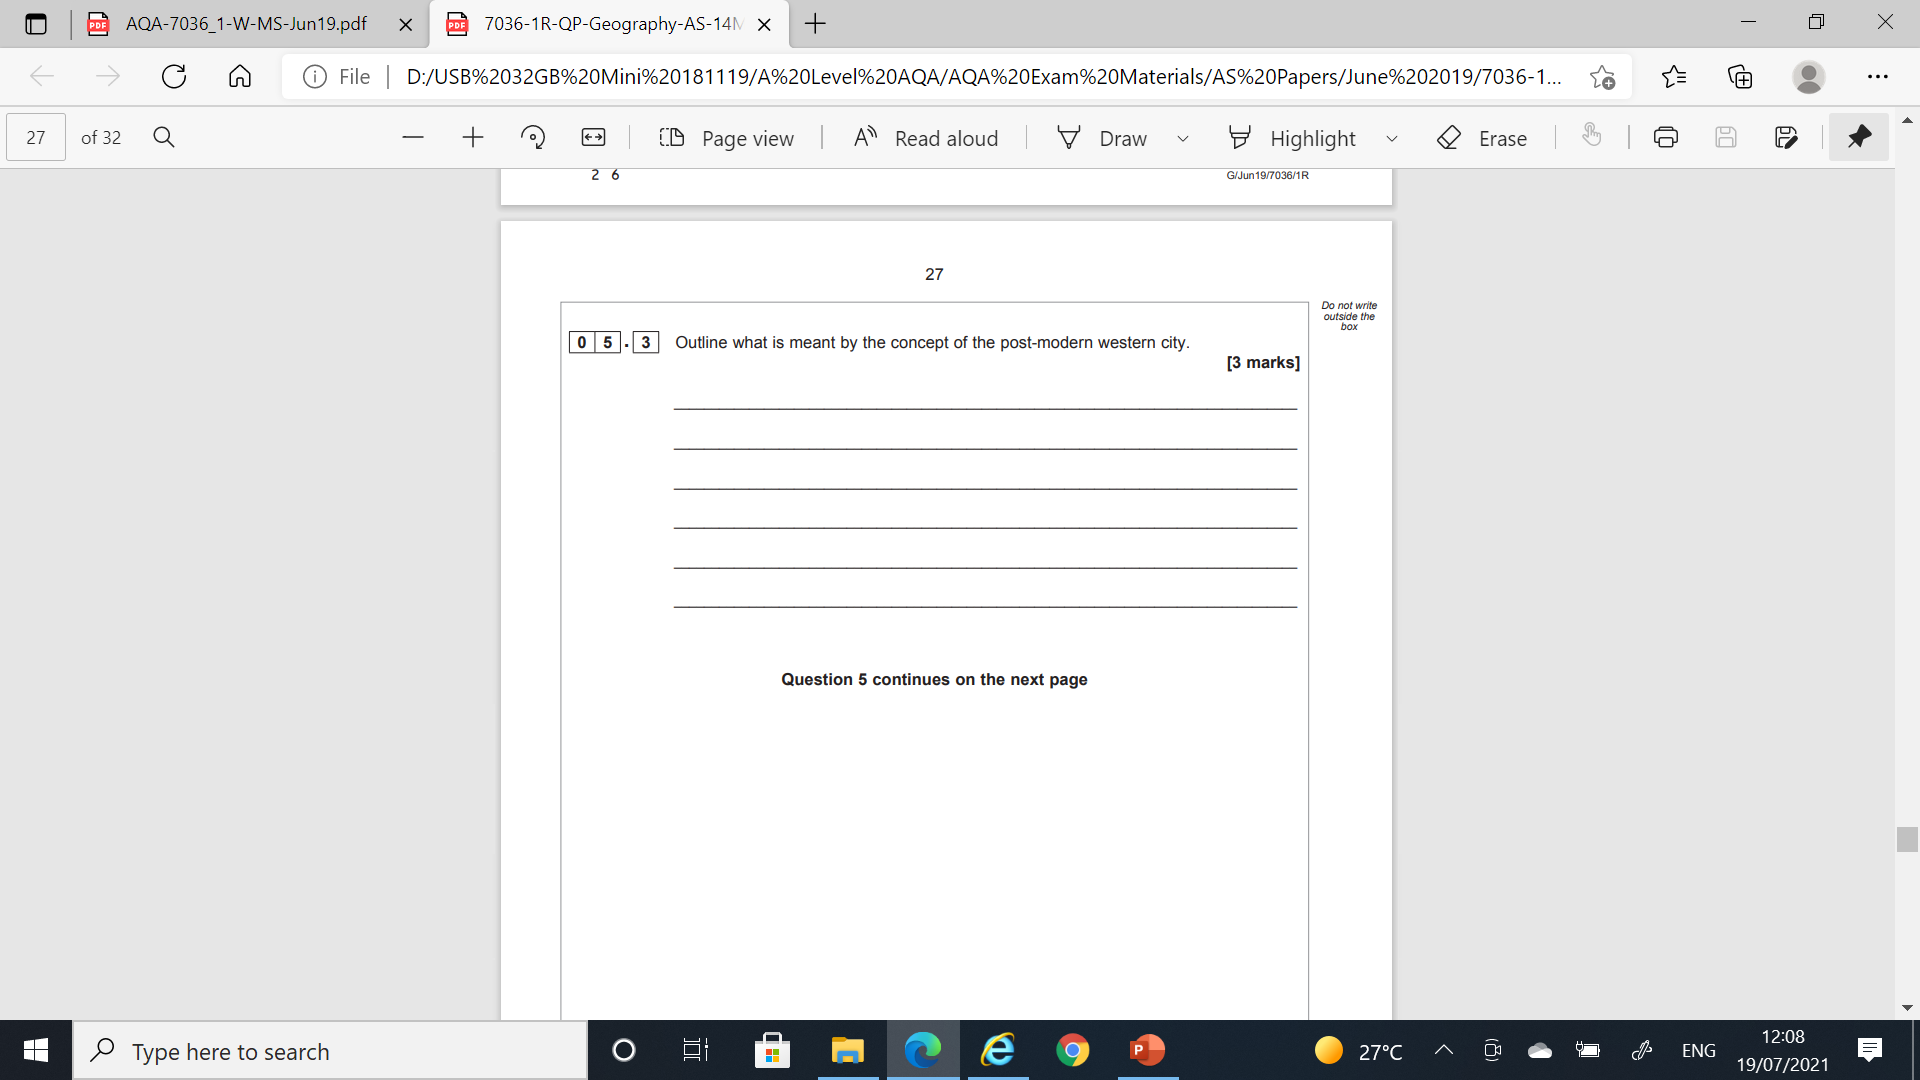 AQA-7036_1-W-MS-Jun19.pdf
7036-1R-QP-Geography-AS-14M
File
D:/USB%2032GB%20Mini%20181119/A%20Level%20AQA/AQA%20Exam%20Materials/AS%20Papers/June%202019/7036-1...
27 of 32
Page view
Read aloud
Draw
Highlight
Erase
2 6
G/Jun19/7036/1R
27
Do not write
outside the
box
0 5 . 3 Outline what is meant by the concept of the post-modern western city.
[3 marks]
Question 5 continues on the next page
Type here to search
27°C
ENG
12:08
19/07/2021